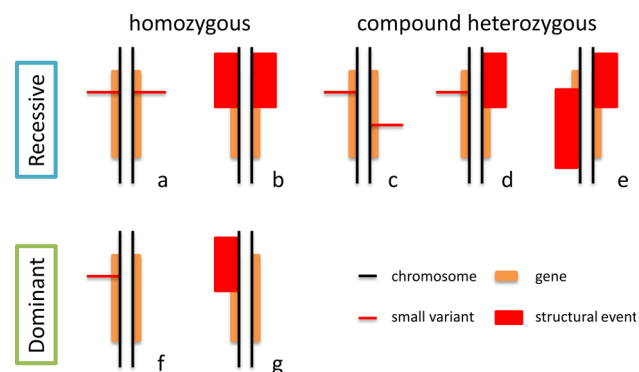 homozygous compound heterozygous
Recessive
a b c d e
Dominant
f g
chromosome gene
small variant structural event